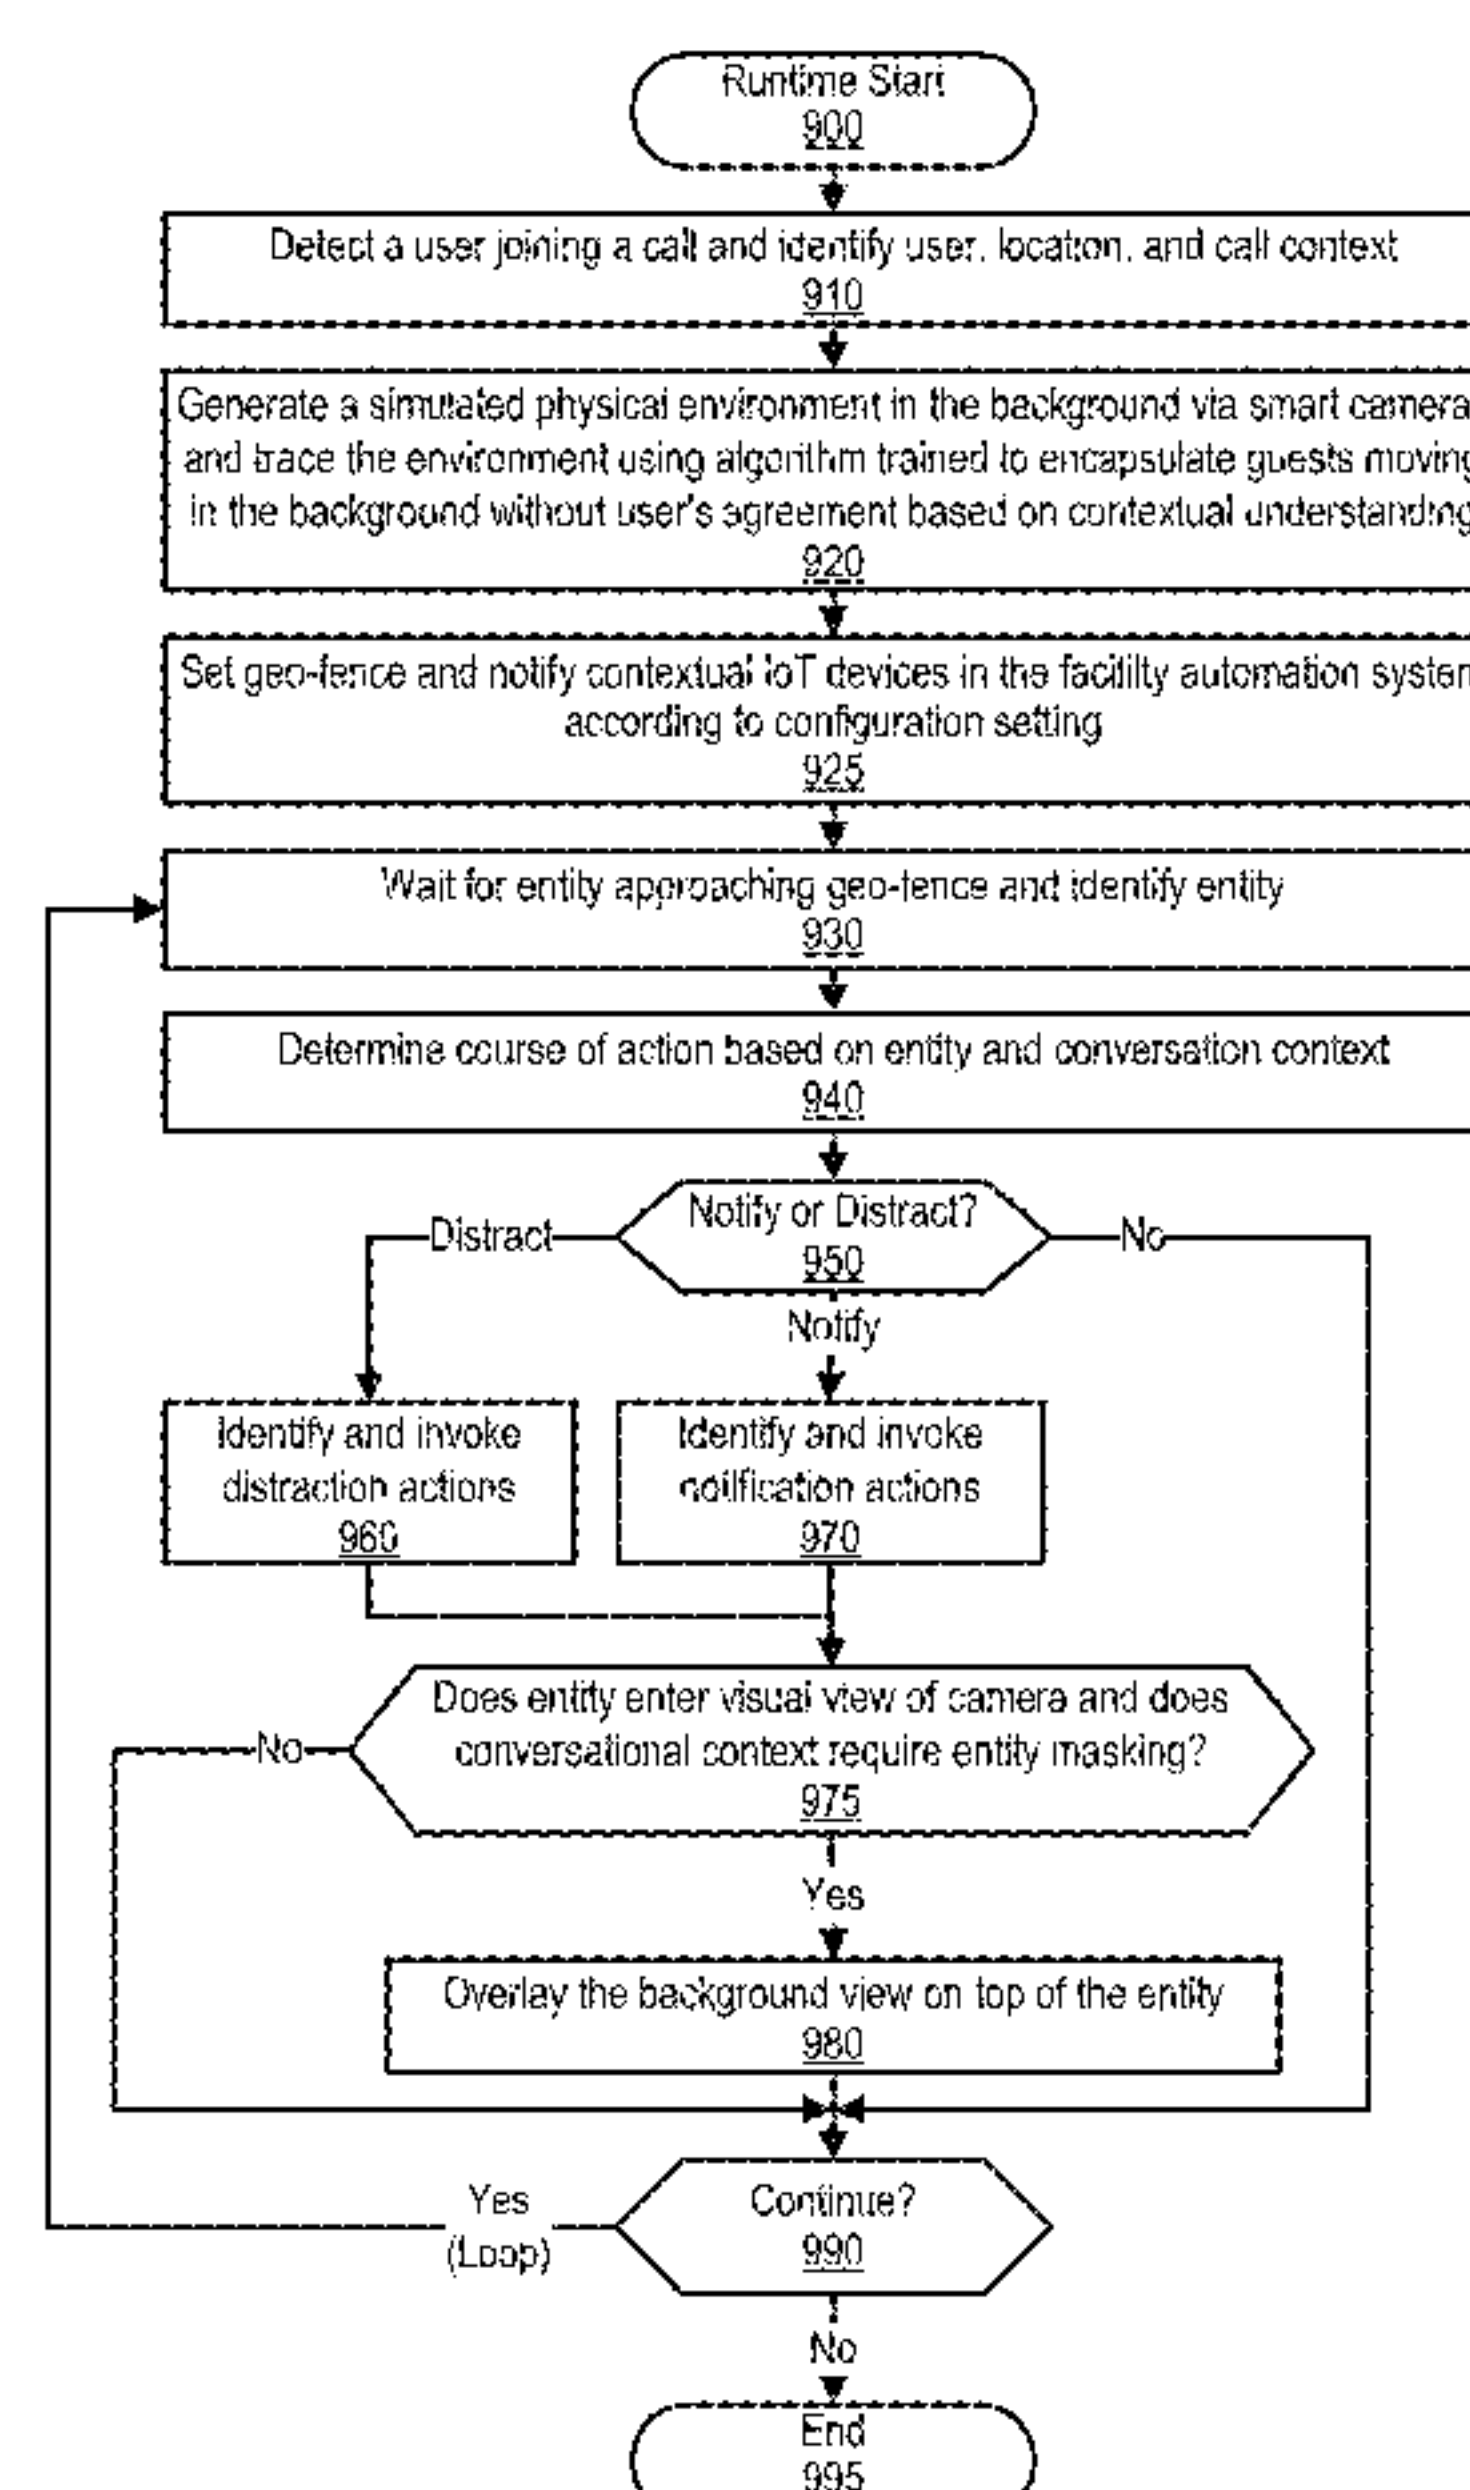 Runtime Start
900
Detect a user joining a call and identify user, location, and call context
910
Generate a simulated physical environment in the background via smart camera
and trace the environment using algorithm trained to encapsulate guests moving
in the background without user's agreement based on contextual understanding
920
Set geo-fence and notify contextual IoT devices in the facililty automation system
according to configuration setting
925
Wait for entity approaching geo-fence and identify entity
930
Determine course of action based on entity and conversation context
940
Notify or Distract?
950
Distract
No
Notify
Identify and invoke
distraction actions
960
Identify and invoke
notification actions
970
Does entity enter visual view of camera and does
conversational context require entity masking?
975
No
Yes
Overlay the background view on top of the entity
980
Continue?
990
Yes
(Loop)
No
End
995